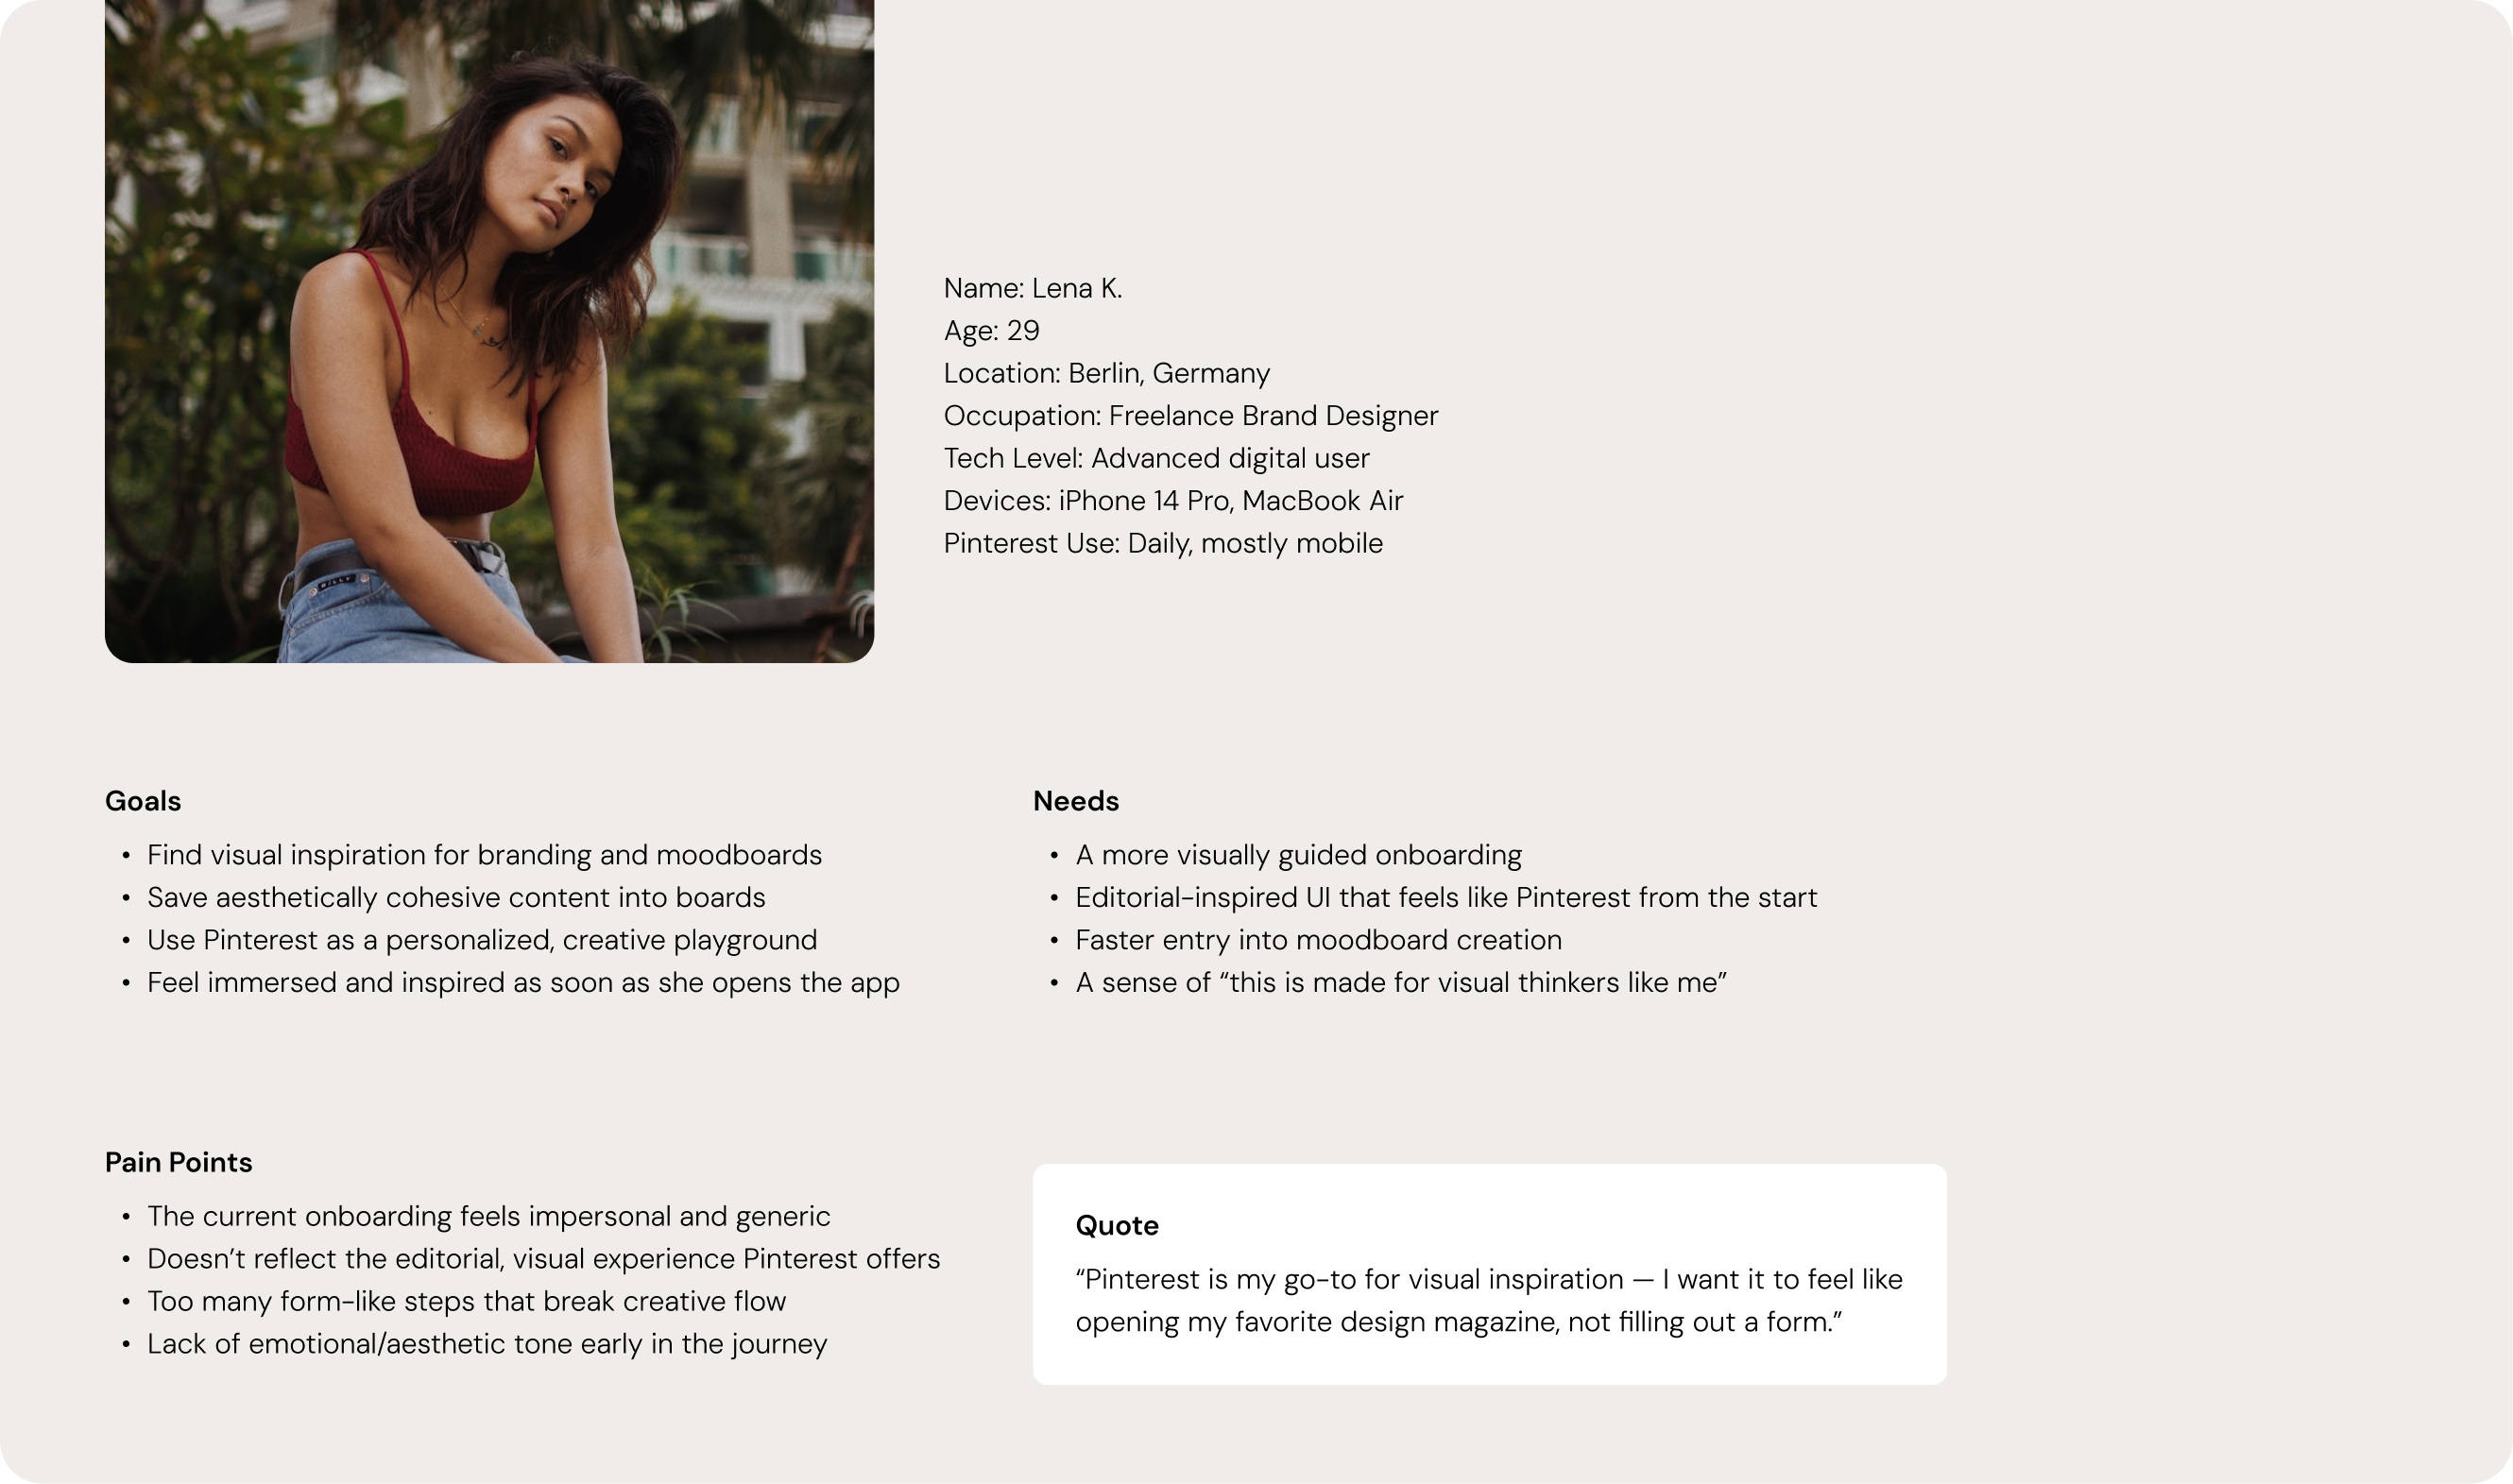 Name: Lena K.
Age: 29
Location: Berlin, Germany
Occupation: Freelance Brand Designer
Tech Level: Advanced digital user
Devices: iPhone 14 Pro, MacBook Air
Pinterest Use: Daily, mostly mobile
Goals
• Find visual inspiration for branding and moodboards
• Save aesthetically cohesive content into boards
• Use Pinterest as a personalized, creative playground
• Feel immersed and inspired as soon as she opens the app
Needs
• A more visually guided onboarding
• Editorial-inspired UI that feels like Pinterest from the start
• Faster entry into moodboard creation
• A sense of “this is made for visual thinkers like me”
Pain Points
• The current onboarding feels impersonal and generic
• Doesn’t reflect the editorial, visual experience Pinterest offers
• Too many form-like steps that break creative flow
• Lack of emotional/aesthetic tone early in the journey
Quote
“Pinterest is my go-to for visual inspiration — I want it to feel like
opening my favorite design magazine, not filling out a form.”